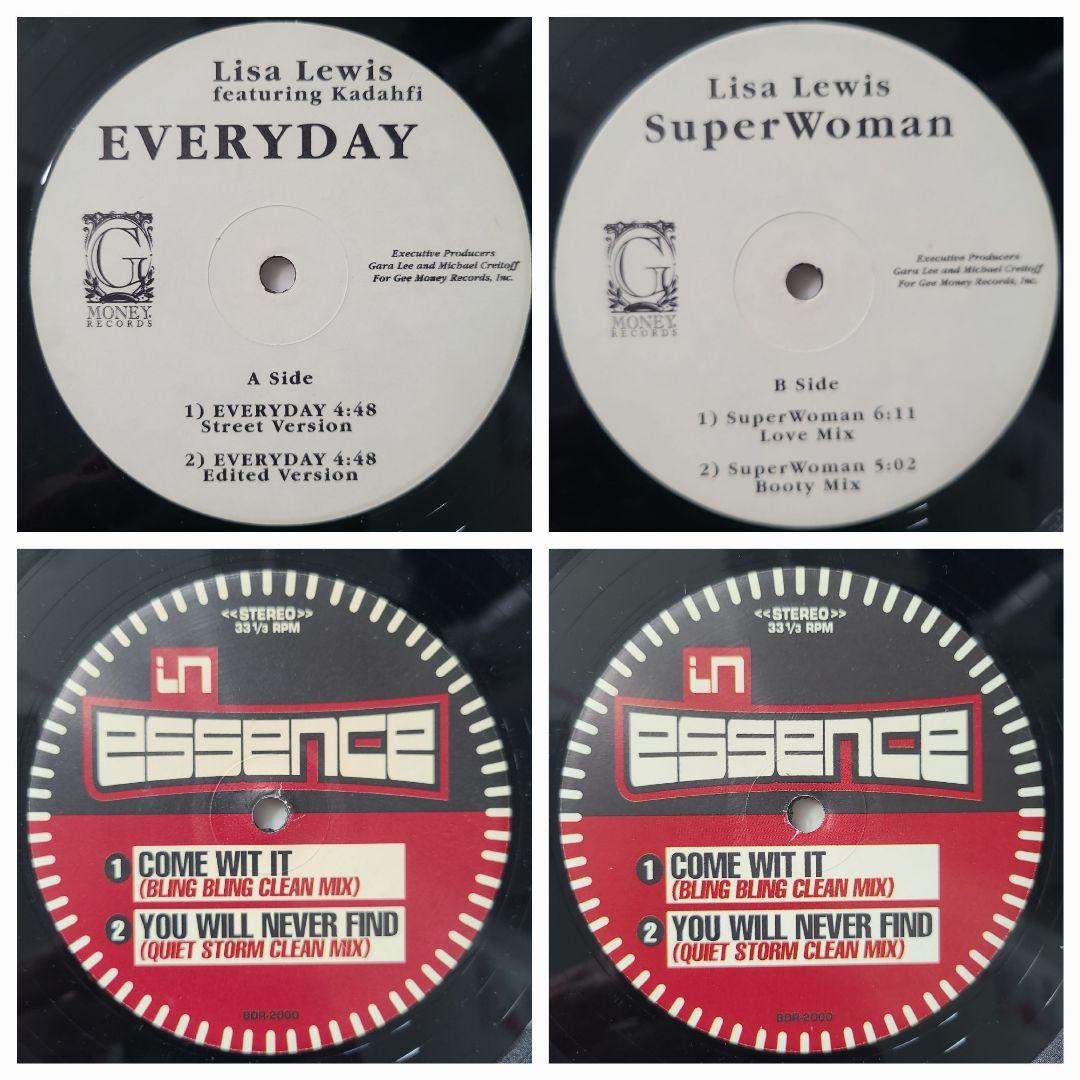 Lisa Lewis
featuring Kadahfi
EVERYDAY
G
MONEY.
RECORDS
Executive Producers
Gara Lee and Michael Creitoff
For Gee Money Records, Inc.
A Side
1) EVERYDAY 4:48
Street Version
2) EVERYDAY 4:48
Edited Version
Lisa Lewis
SuperWoman
G
MONEY.
RECORDS
Executive Producers
Gara Lee and Michael Creitoff
For Gee Money Records, Inc.
B Side
1) SuperWoman 6:11
Love Mix
2) SuperWoman 5:02
Booty Mix
<<STEREO>>
33 1/3 RPM
in
essence
1 COME WIT IT
(BLING BLING CLEAN MIX)
2 YOU WILL NEVER FIND
(QUIET STORM CLEAN MIX)
BDR-2000
<<STEREO>>
33 1/3 RPM
in
essence
1 COME WIT IT
(BLING BLING CLEAN MIX)
2 YOU WILL NEVER FIND
(QUIET STORM CLEAN MIX)
BDR-2000